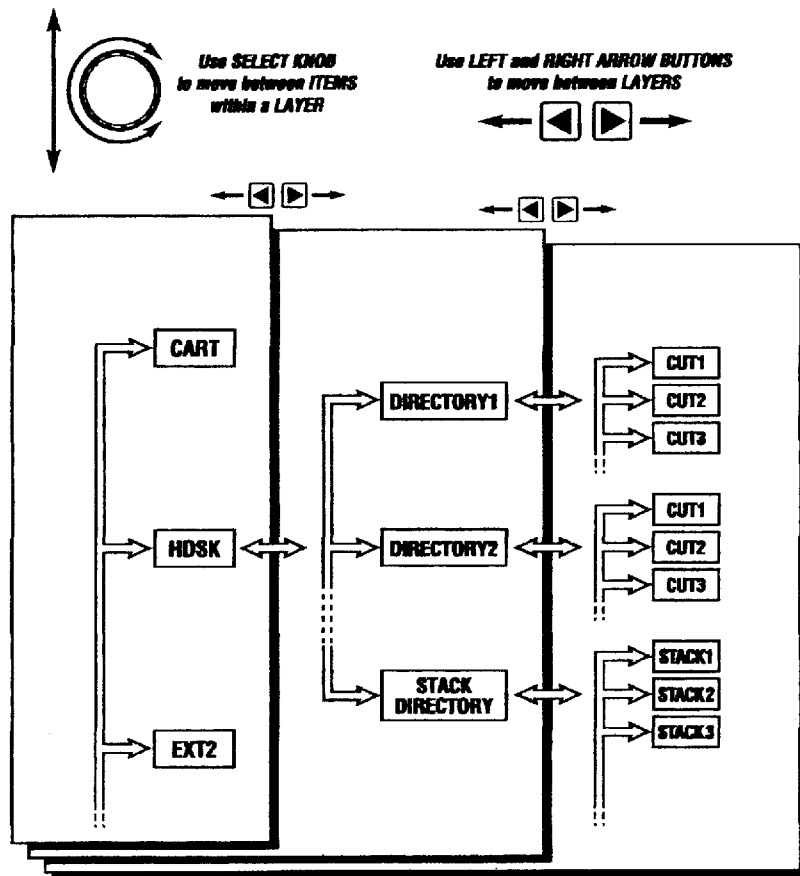 Use SELECT KNOB
to move between ITEMS
within a LAYER
Use LEFT and RIGHT ARROW BUTTONS
to move between LAYERS
CART
HDSK
EXT2
DIRECTORY1
DIRECTORY2
STACK
DIRECTORY
CUT1
CUT2
CUT3
CUT1
CUT2
CUT3
STACK1
STACK2
STACK3